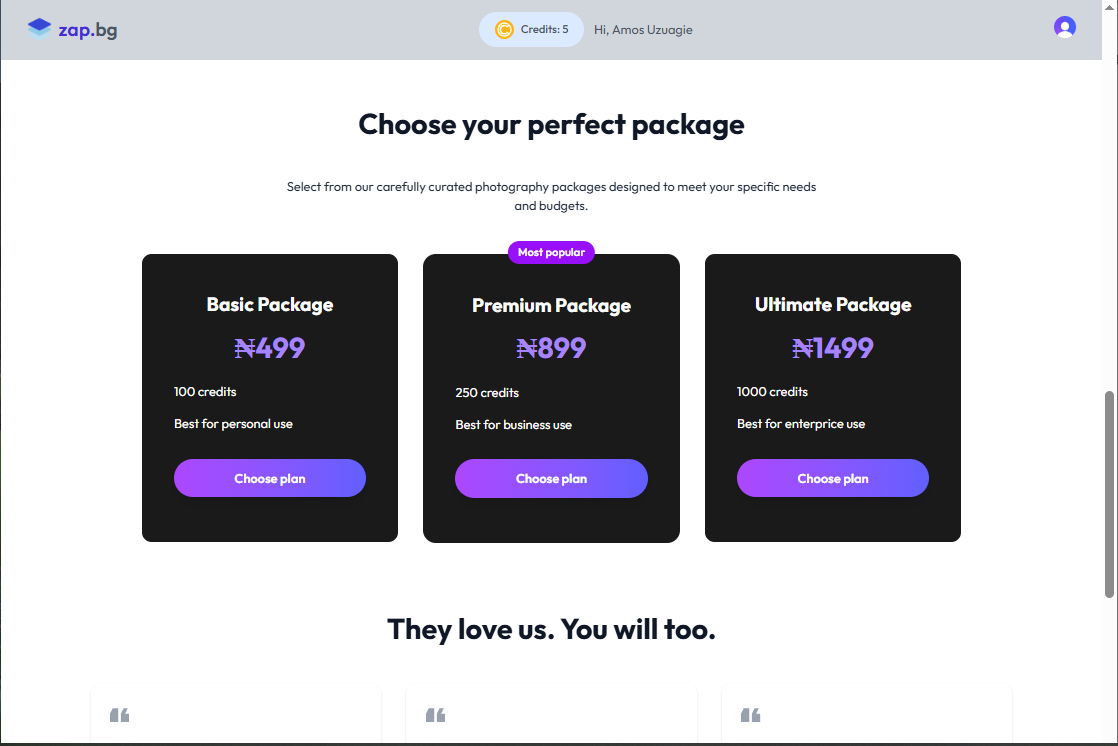 zap.bg
Credits: 5
Hi, Amos Uzuagie
Choose your perfect package
Select from our carefully curated photography packages designed to meet your specific needs
and budgets.
Most popular
Basic Package
₦499
100 credits
Best for personal use
Choose plan
Premium Package
₦899
250 credits
Best for business use
Choose plan
Ultimate Package
₦1499
1000 credits
Best for enterprice use
Choose plan
They love us. You will too.